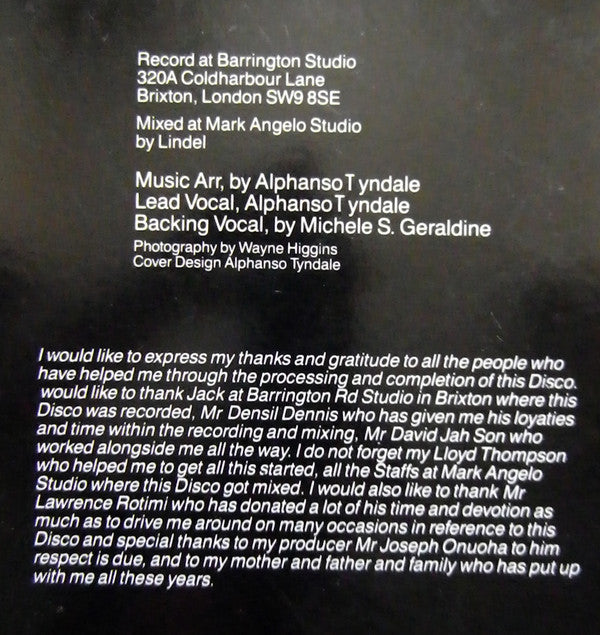 Record at Barrington Studio
320A Coldharbour Lane
Brixton, London SW9 8SE
Mixed at Mark Angelo Studio
by Lindel
Music Arr, by Alphanso T yndale
Lead Vocal, Alphanso T yndale
Backing Vocal, by Michele S. Geraldine
Photography by Wayne Higgins
Cover Design Alphanso Tyndale
I would like to express my thanks and gratitude to all the people who
have helped me through the processing and completion of this Disco.
would like to thank Jack at Barrington Rd Studio in Brixton where this
Disco was recorded, Mr Densil Dennis who has given me his loyaties
and time within the recording and mixing, Mr David Jah Son who
worked alongside me all the way. I do not forget my Lloyd Thompson
who helped me to get all this started, all the Staffs at Mark Angelo
Studio where this Disco got mixed. I would also like to thank Mr
Lawrence Rotimi who has donated a lot of his time and devotion as
much as to drive me around on many occasions in reference to this
Disco and special thanks to my producer Mr Joseph Onuoha to him
respect is due, and to my mother and father and family who has put up
with me all these years.